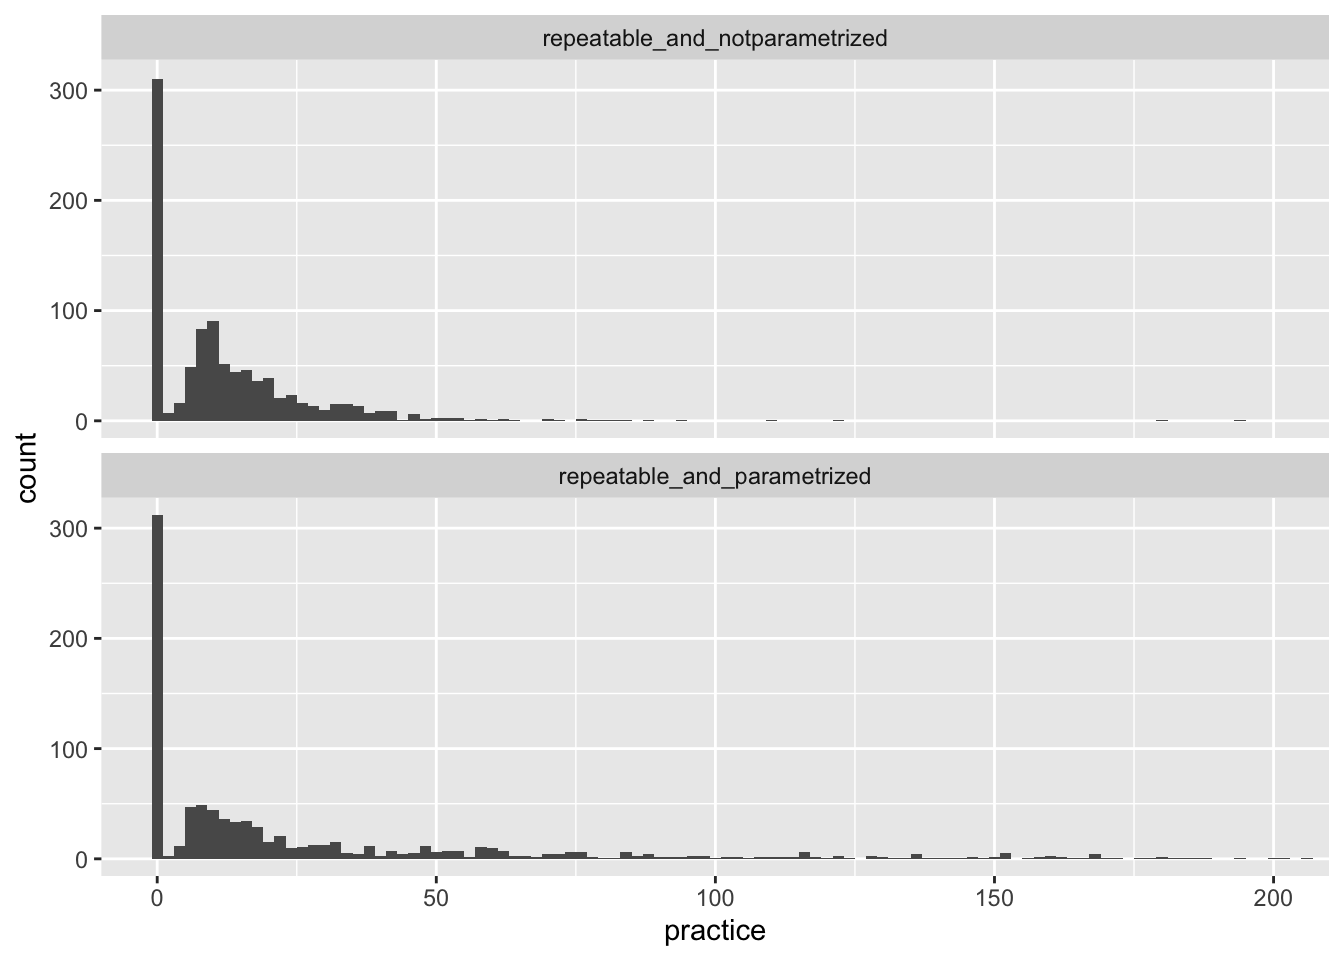 repeatable_and_notparametrized
300
200
100
0
count
repeatable_and_parametrized
300
200
100
0
0 50 100 150 200
practice